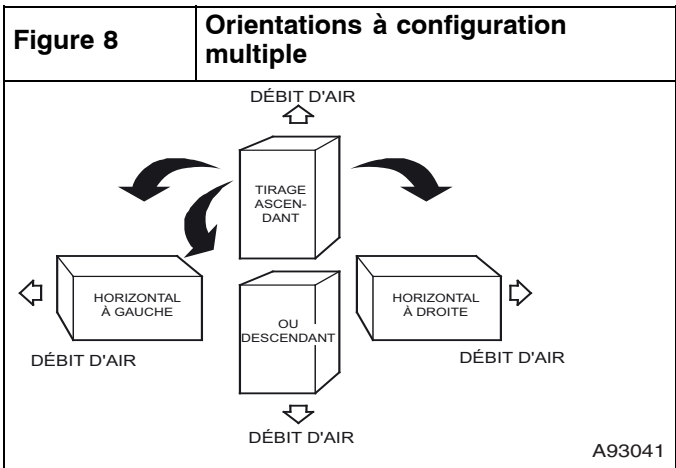 Figure 8
Orientations à configuration
multiple
DÉBIT D'AIR
TIRAGE
ASCEN-
DANT
HORIZONTAL
À GAUCHE
OU
DESCENDANT
HORIZONTAL
À DROITE
DÉBIT D'AIR
DÉBIT D'AIR
DÉBIT D'AIR
A93041